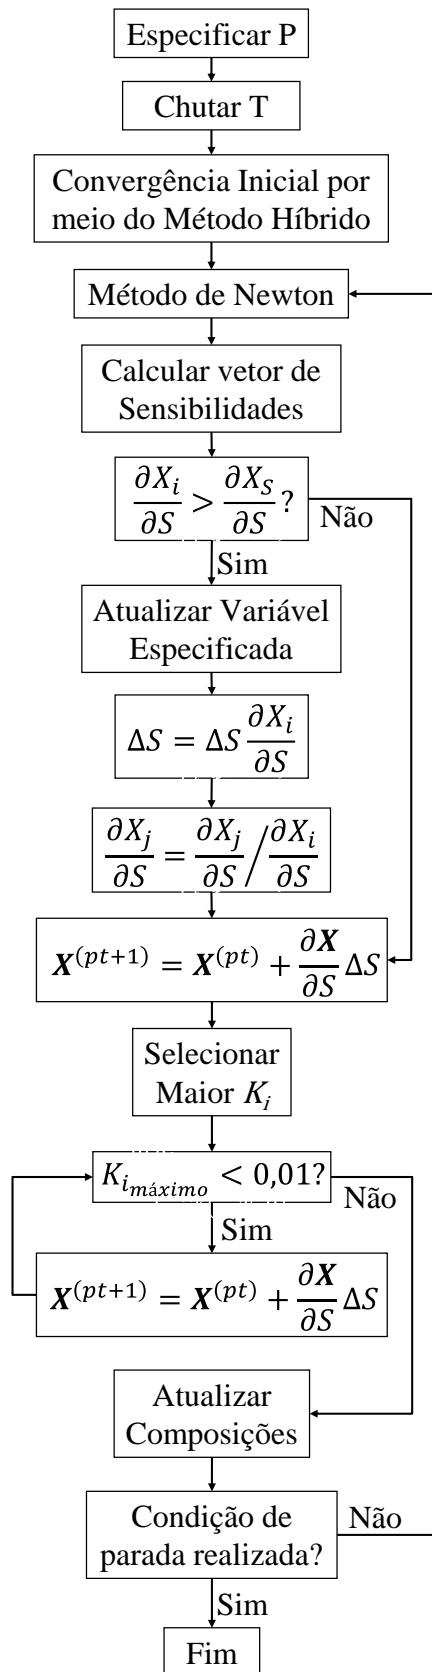 Especificar P
Chutar T
Convergência Inicial por
meio do Método Híbrido
Método de Newton
Calcular vetor de
Sensibilidades
∂X_i/∂S > ∂X_S/∂S ?
Não
Sim
Atualizar Variável
Especificada
ΔS = ΔS ∂X_i/∂S
∂X_j/∂S = ∂X_j/∂S / ∂X_i/∂S
X^(pt+1) = X^(pt) + ∂X/∂S ΔS
Selecionar
Maior K_i
K_i_máximo < 0,01?
Não
Sim
X^(pt+1) = X^(pt) + ∂X/∂S ΔS
Atualizar
Composições
Condição de
parada realizada?
Não
Sim
Fim